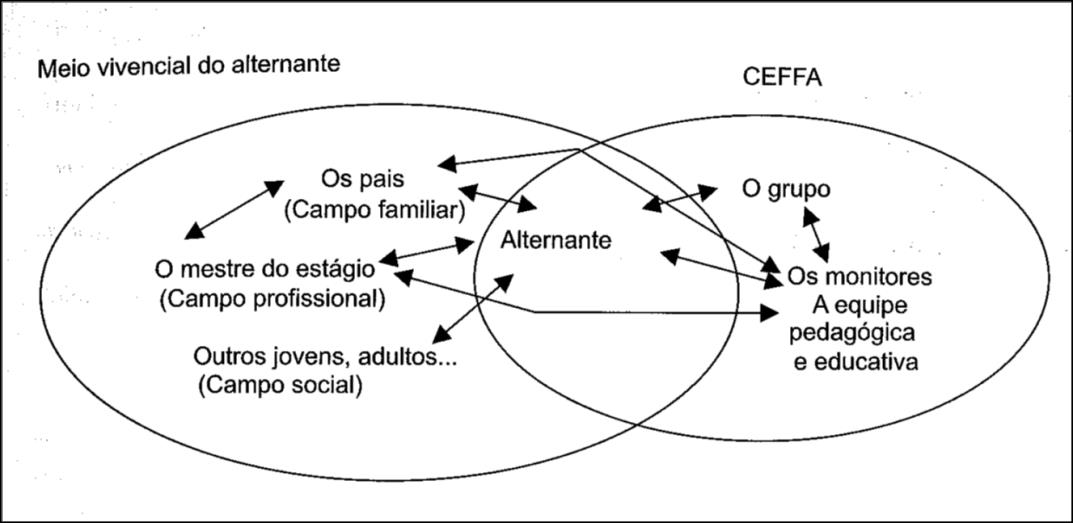 Meio vivencial do alternante
CEFFA
Os pais
(Campo familiar)
O mestre do estágio
(Campo profissional)
Outros jovens, adultos...
(Campo social)
Alternante
O grupo
Os monitores
A equipe
pedagógica
e educativa